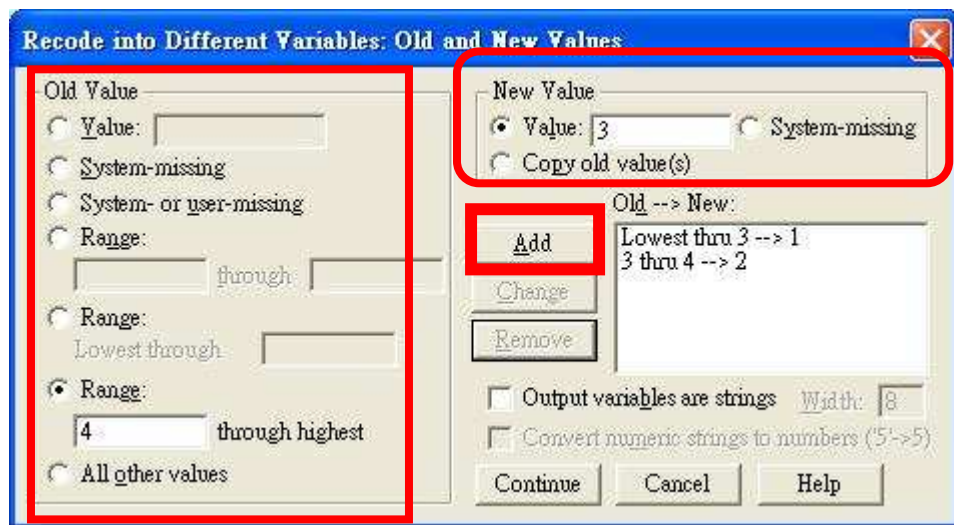 Recode into Different Variables: Old and New Values
Old Value
Value:
System-missing
System- or user-missing
Range:
through
Range:
Lowest through
Range:
4 through highest
All other values
New Value
Value: 3 System-missing
Copy old value(s)
Old --> New:
Add
Lowest thru 3 --> 1
3 thru 4 --> 2
Change
Remove
Output variables are strings Width: 8
Convert numeric strings to numbers ('5'->5)
Continue Cancel Help